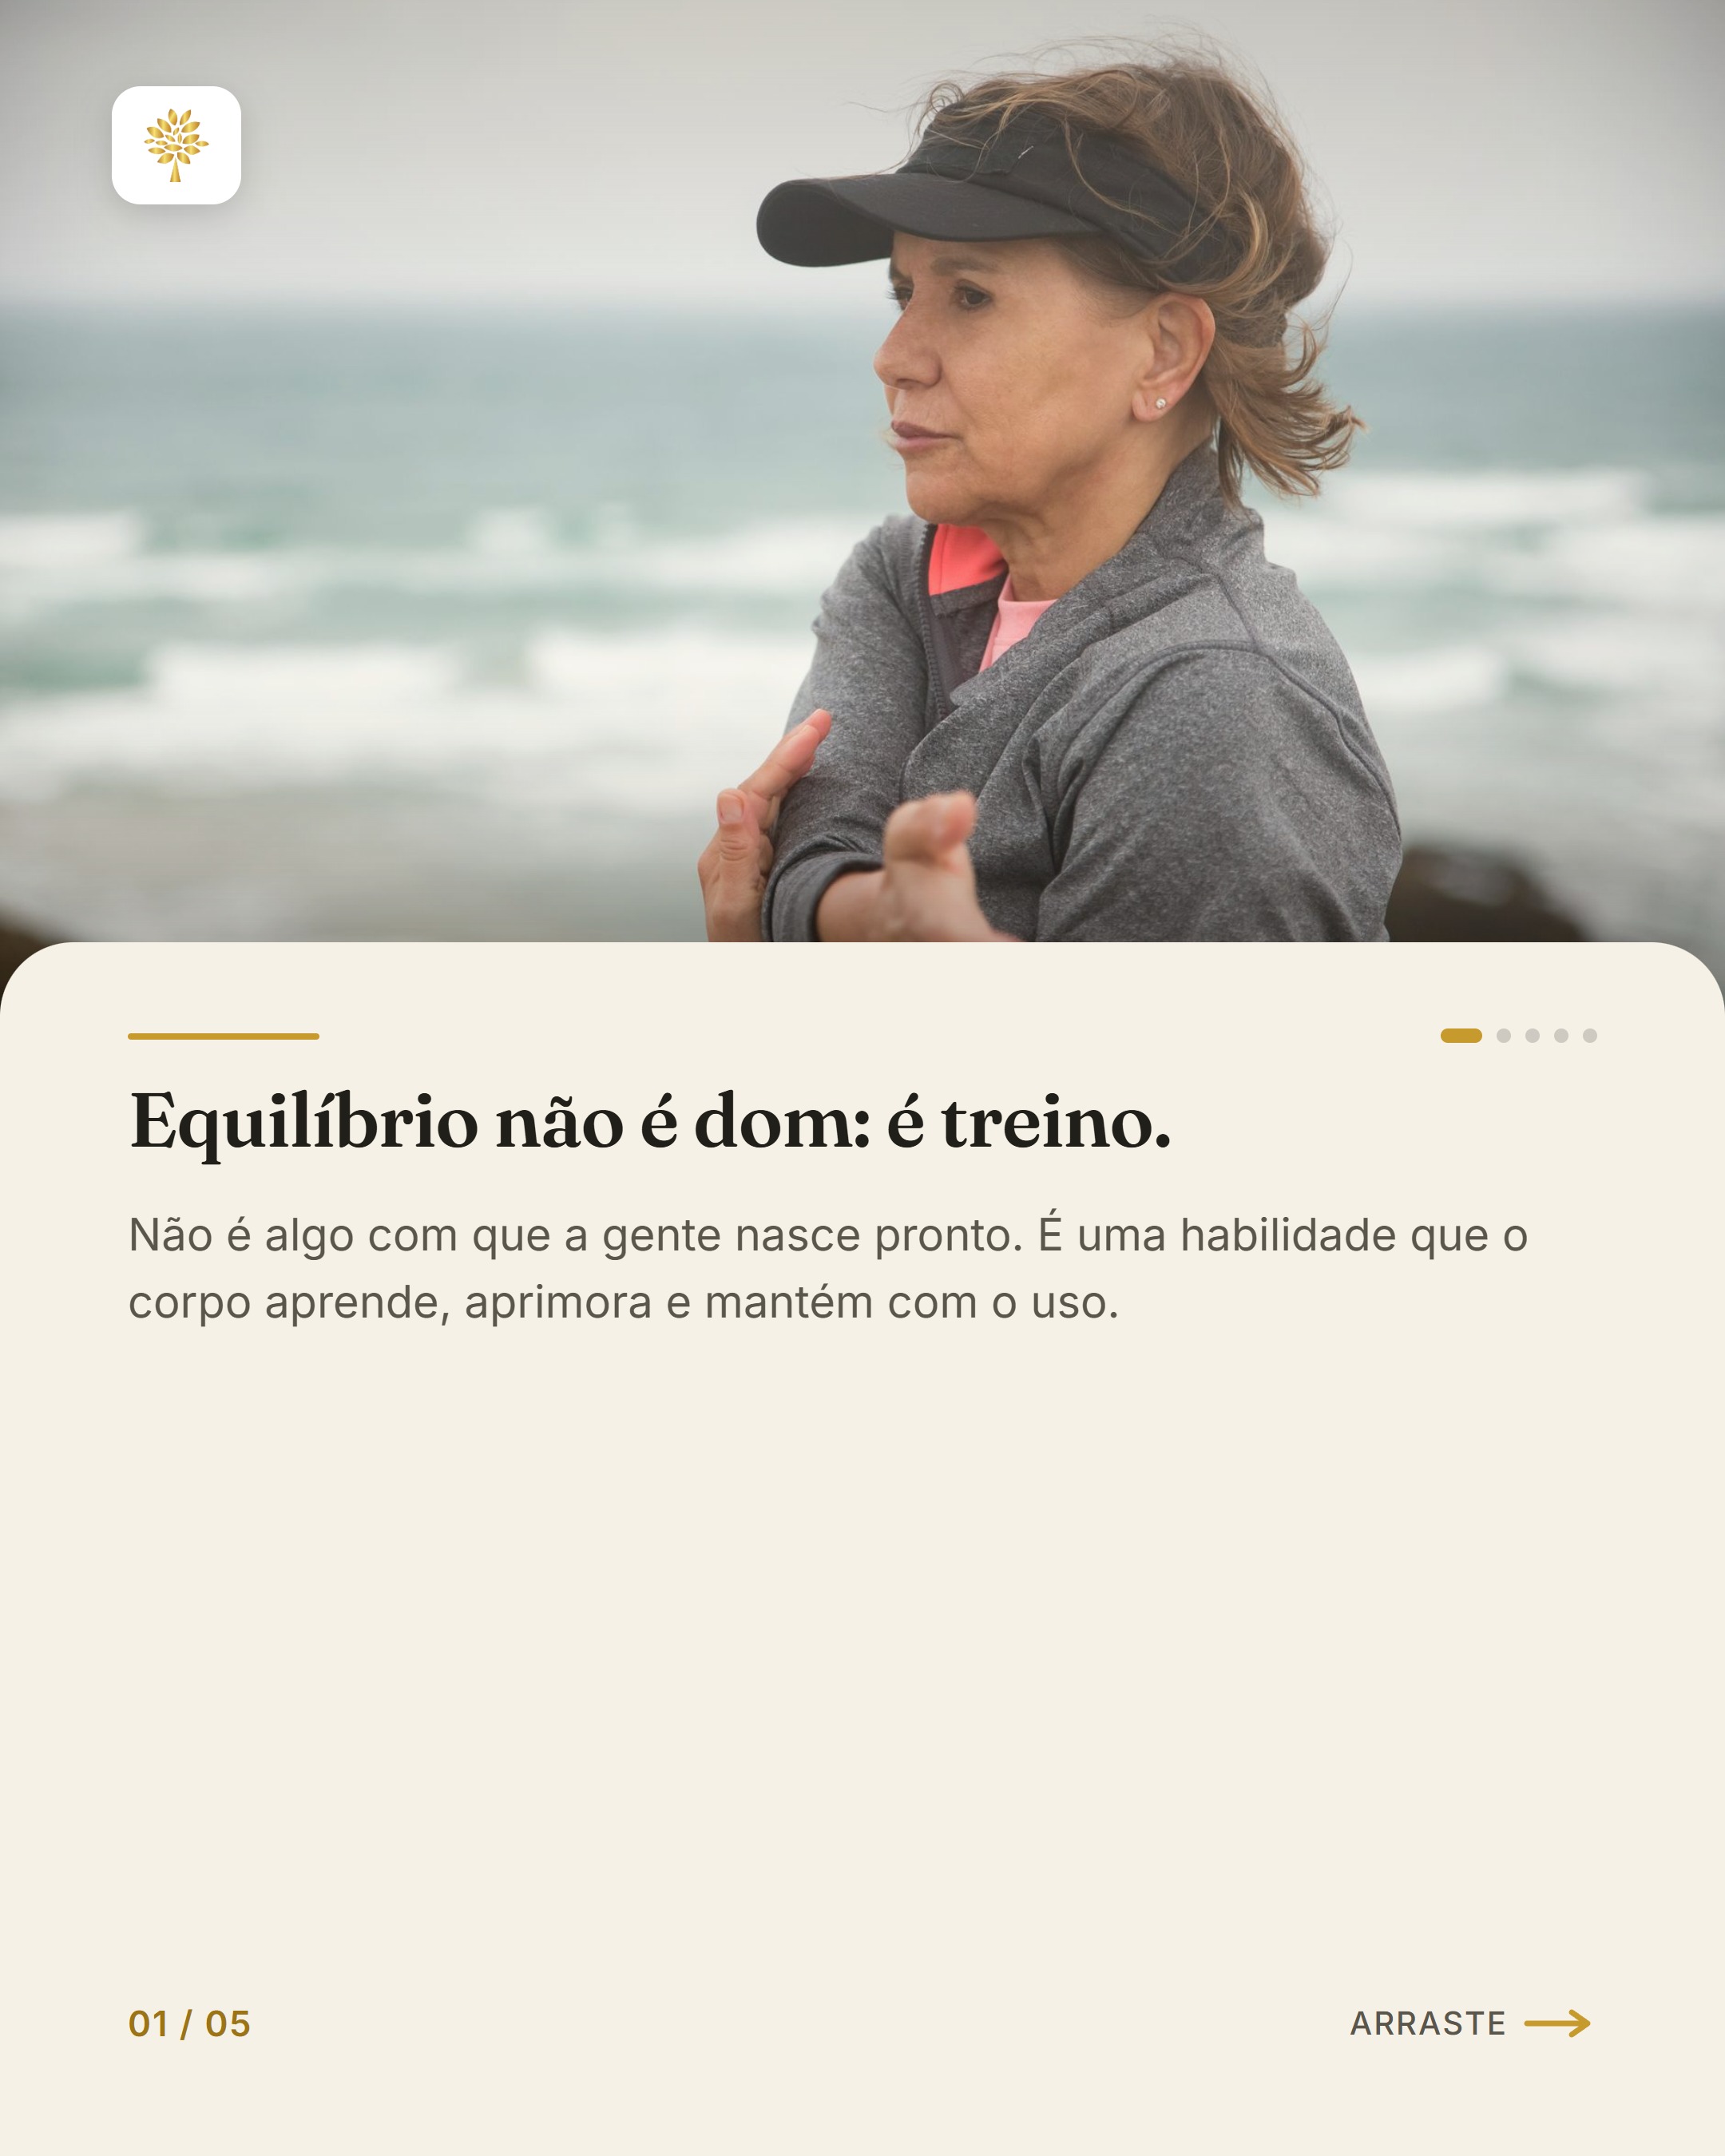 Equilíbrio não é dom: é treino.
Não é algo com que a gente nasce pronto. É uma habilidade que o
corpo aprende, aprimora e mantém com o uso.
01 / 05
ARRASTE